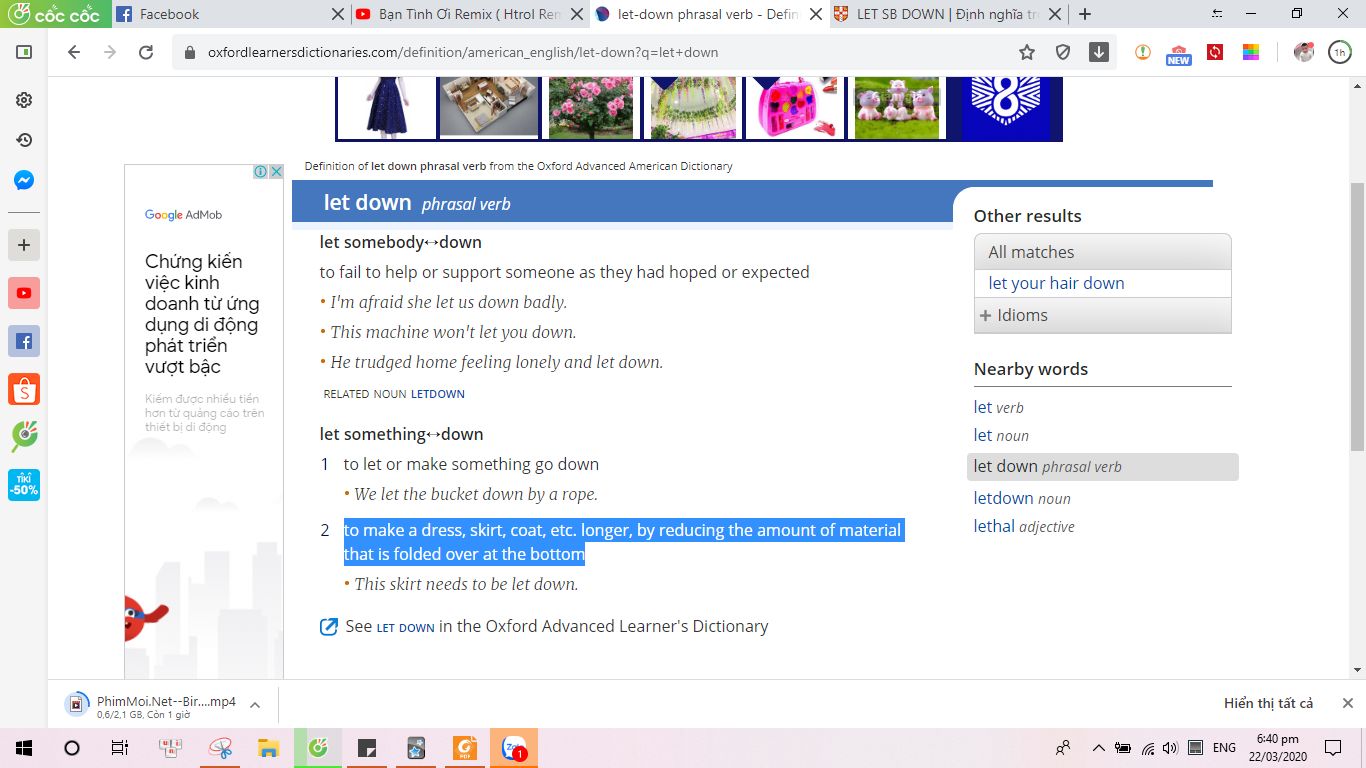 cốc cốc
Facebook
Bạn Tình Ơi Remix ( Htrol Rem
let-down phrasal verb - Defin
LET SB DOWN | Định nghĩa tr
oxfordlearnersdictionaries.com/definition/american_english/let-down?q=let+down
NEW
1h
Definition of let down phrasal verb from the Oxford Advanced American Dictionary
let down phrasal verb
let somebody↔down
to fail to help or support someone as they had hoped or expected
• I'm afraid she let us down badly.
• This machine won't let you down.
• He trudged home feeling lonely and let down.
RELATED NOUN LETDOWN
let something↔down
1 to let or make something go down
• We let the bucket down by a rope.
2 to make a dress, skirt, coat, etc. longer, by reducing the amount of material
that is folded over at the bottom
• This skirt needs to be let down.
See LET DOWN in the Oxford Advanced Learner's Dictionary
Other results
All matches
let your hair down
+ Idioms
Nearby words
let verb
let noun
let down phrasal verb
letdown noun
lethal adjective
Google AdMob
Chứng kiến
việc kinh
doanh từ ứng
dụng di động
phát triển
vượt bậc
Kiếm được nhiều tiền
hơn từ quảng cáo trên
thiết bị di động
TIKI
-50%
PhimMoi.Net--Bir....mp4
0,6/2,1 GB, Còn 1 giờ
Hiển thị tất cả
PDF
Zalo
1
ENG
6:40 pm
22/03/2020